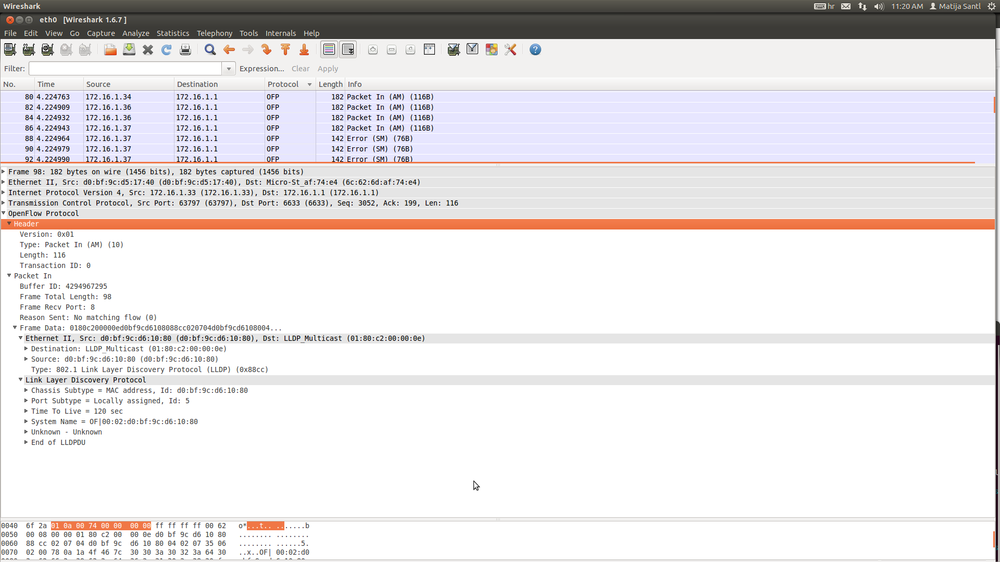 Wireshark hr 11:20 AM Matija Santl
eth0 [Wireshark 1.6.7 ]
File Edit View Go Capture Analyze Statistics Telephony Tools Internals Help
Filter: Expression... Clear Apply
No. Time Source Destination Protocol Length Info
80 4.224763 172.16.1.34 172.16.1.1 OFP 182 Packet In (AM) (116B)
82 4.224909 172.16.1.36 172.16.1.1 OFP 182 Packet In (AM) (116B)
84 4.224932 172.16.1.36 172.16.1.1 OFP 182 Packet In (AM) (116B)
86 4.224943 172.16.1.37 172.16.1.1 OFP 182 Packet In (AM) (116B)
88 4.224964 172.16.1.37 172.16.1.1 OFP 142 Error (SM) (76B)
90 4.224979 172.16.1.37 172.16.1.1 OFP 142 Error (SM) (76B)
92 4.224990 172.16.1.37 172.16.1.1 OFP 142 Error (SM) (76B)
Frame 98: 182 bytes on wire (1456 bits), 182 bytes captured (1456 bits)
Ethernet II, Src: d0:bf:9c:d5:17:40 (d0:bf:9c:d5:17:40), Dst: Micro-St_af:74:e4 (6c:62:6d:af:74:e4)
Internet Protocol Version 4, Src: 172.16.1.33 (172.16.1.33), Dst: 172.16.1.1 (172.16.1.1)
Transmission Control Protocol, Src Port: 63797 (63797), Dst Port: 6633 (6633), Seq: 3052, Ack: 199, Len: 116
OpenFlow Protocol
Header
Version: 0x01
Type: Packet In (AM) (10)
Length: 116
Transaction ID: 0
Packet In
Buffer ID: 4294967295
Frame Total Length: 98
Frame Recv Port: 8
Reason Sent: No matching flow (0)
Frame Data: 0180c200000ed0bf9cd6108088cc020704d0bf9cd6108004...
Ethernet II, Src: d0:bf:9c:d6:10:80 (d0:bf:9c:d6:10:80), Dst: LLDP_Multicast (01:80:c2:00:00:0e)
Destination: LLDP_Multicast (01:80:c2:00:00:0e)
Source: d0:bf:9c:d6:10:80 (d0:bf:9c:d6:10:80)
Type: 802.1 Link Layer Discovery Protocol (LLDP) (0x88cc)
Link Layer Discovery Protocol
Chassis Subtype = MAC address, Id: d0:bf:9c:d6:10:80
Port Subtype = Locally assigned, Id: 5
Time To Live = 120 sec
System Name = OF|00:02:d0:bf:9c:d6:10:80
Unknown - Unknown
End of LLDPDU
0040 6f 2a 01 0a 00 74 00 00 00 00 ff ff ff ff 00 62 o*...t.. .......b
0050 00 08 00 00 01 80 c2 00 00 0e d0 bf 9c d6 10 80 ........ ........
0060 88 cc 02 07 04 d0 bf 9c d6 10 80 04 02 07 35 06 ........ ......5.
0070 02 00 78 0a 1a 4f 46 7c 30 30 3a 30 32 3a 64 30 ..x..OF| 00:02:d0